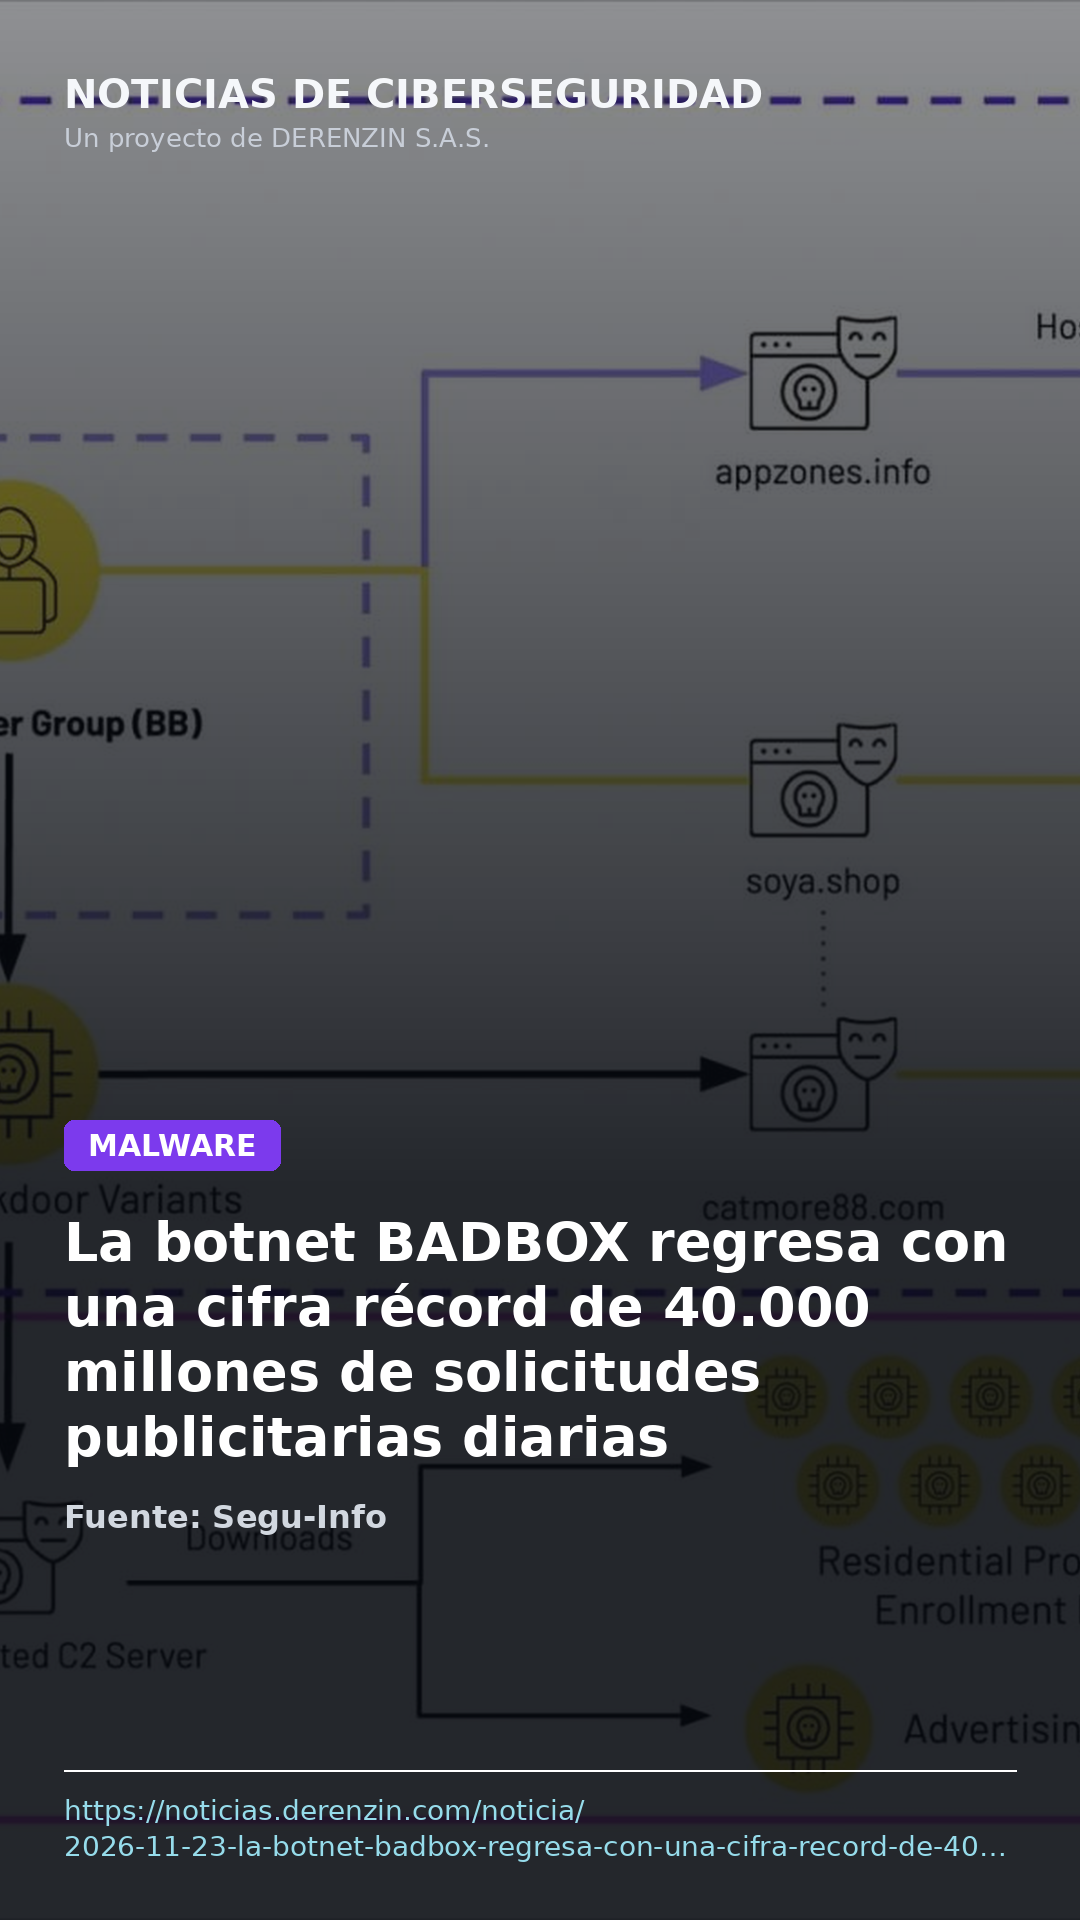 NOTICIAS DE CIBERSEGURIDAD
Un proyecto de DERENZIN S.A.S.
Hos
appzones.info
er Group (BB)
soya.shop
kdoor Variants
catmore88.com
MALWARE
La botnet BADBOX regresa con
una cifra récord de 40.000
millones de solicitudes
publicitarias diarias
Fuente: Segu-Info
Downloads
Residential Pro
Enrollment
ted C2 Server
Advertisin
https://noticias.derenzin.com/noticia/
2026-11-23-la-botnet-badbox-regresa-con-una-cifra-record-de-40...